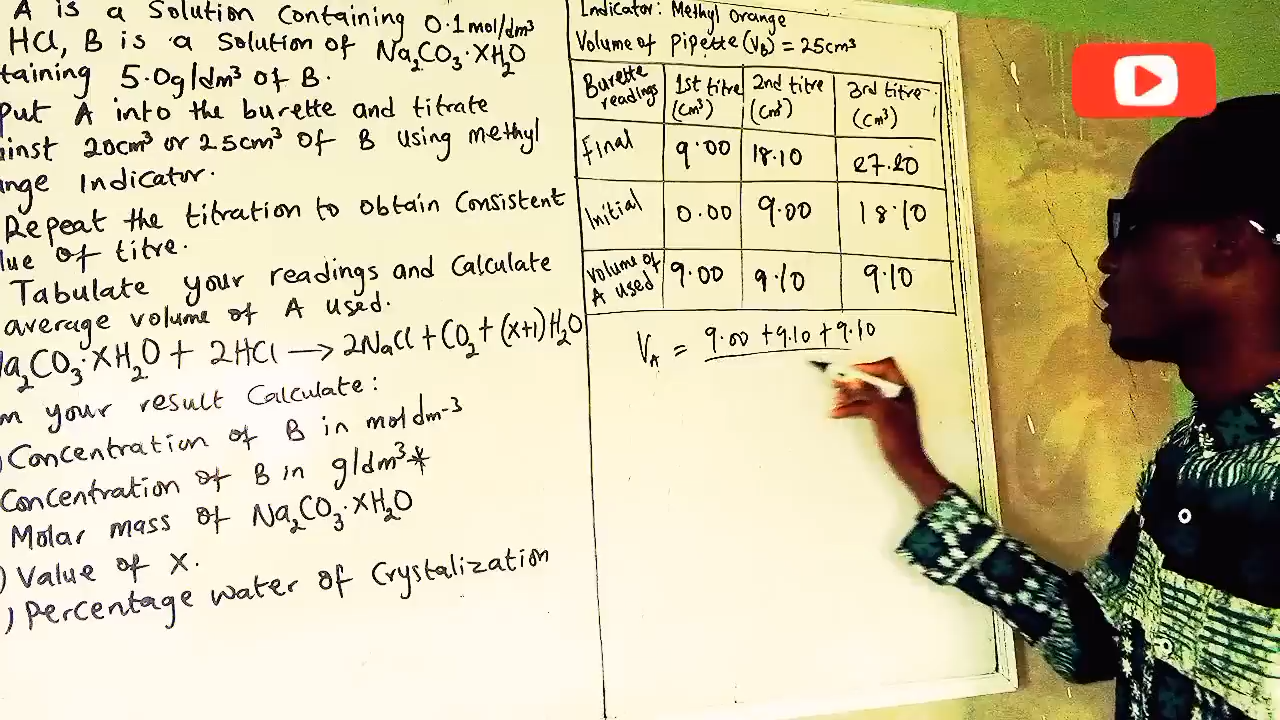 A is a Solution Containing 0.1mol/dm³
HCl, B is a Solution of Na₂CO₃·XH₂O
taining 5.0g/dm³ of B.
put A into the burette and titrate
ainst 20cm³ or 25cm³ of B using methyl
nge Indicator.
Repeat the titration to obtain Consistent
lue of titre.
Tabulate your readings and Calculate
average volume of A used.
a₂CO₃·XH₂O + 2HCl → 2NaCl + CO₂ + (x+1)H₂O
m your result Calculate:
) Concentration of B in moldm⁻³
Concentration of B in g/dm³*
Molar mass of Na₂CO₃·XH₂O
) Value of X.
) Percentage water of Crystalization
Indicator: Methyl Orange
Volume of Pipette (V_B) = 25cm³
Burette readings 1st titre (cm³) 2nd titre (cm³) 3rd titre (cm³)
Final 9.00 18.10 27.20
Initial 0.00 9.00 18.10
Volume of A used 9.00 9.10 9.10
V_A = 9.00 + 9.10 + 9.10